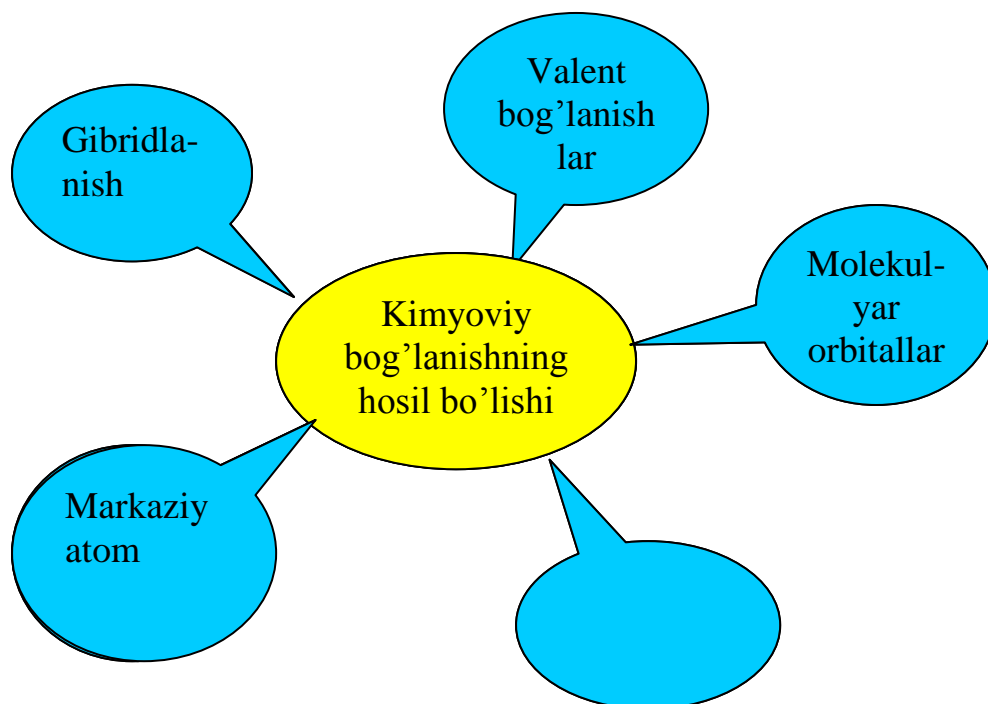 Valent
bog’lanish
lar
Gibridla-
nish
Molekul-
yar
orbitallar
Kimyoviy
bog’lanishning
hosil bo’lishi
Markaziy
atom